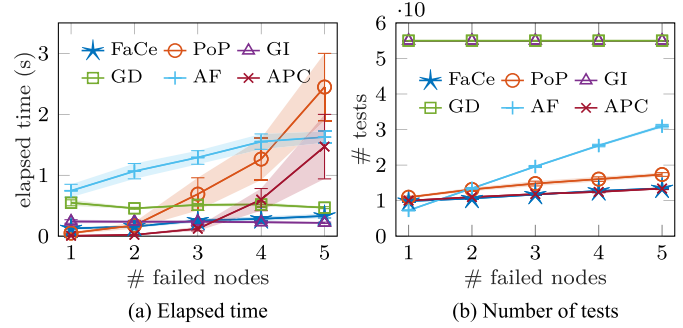 ·10
FaCe PoP GI
GD AF APC
elapsed time (s)
3
2
1
0
1 2 3 4 5
# failed nodes
(a) Elapsed time
FaCe PoP GI
GD AF APC
# tests
6
5
4
3
2
1
0
1 2 3 4 5
# failed nodes
(b) Number of tests